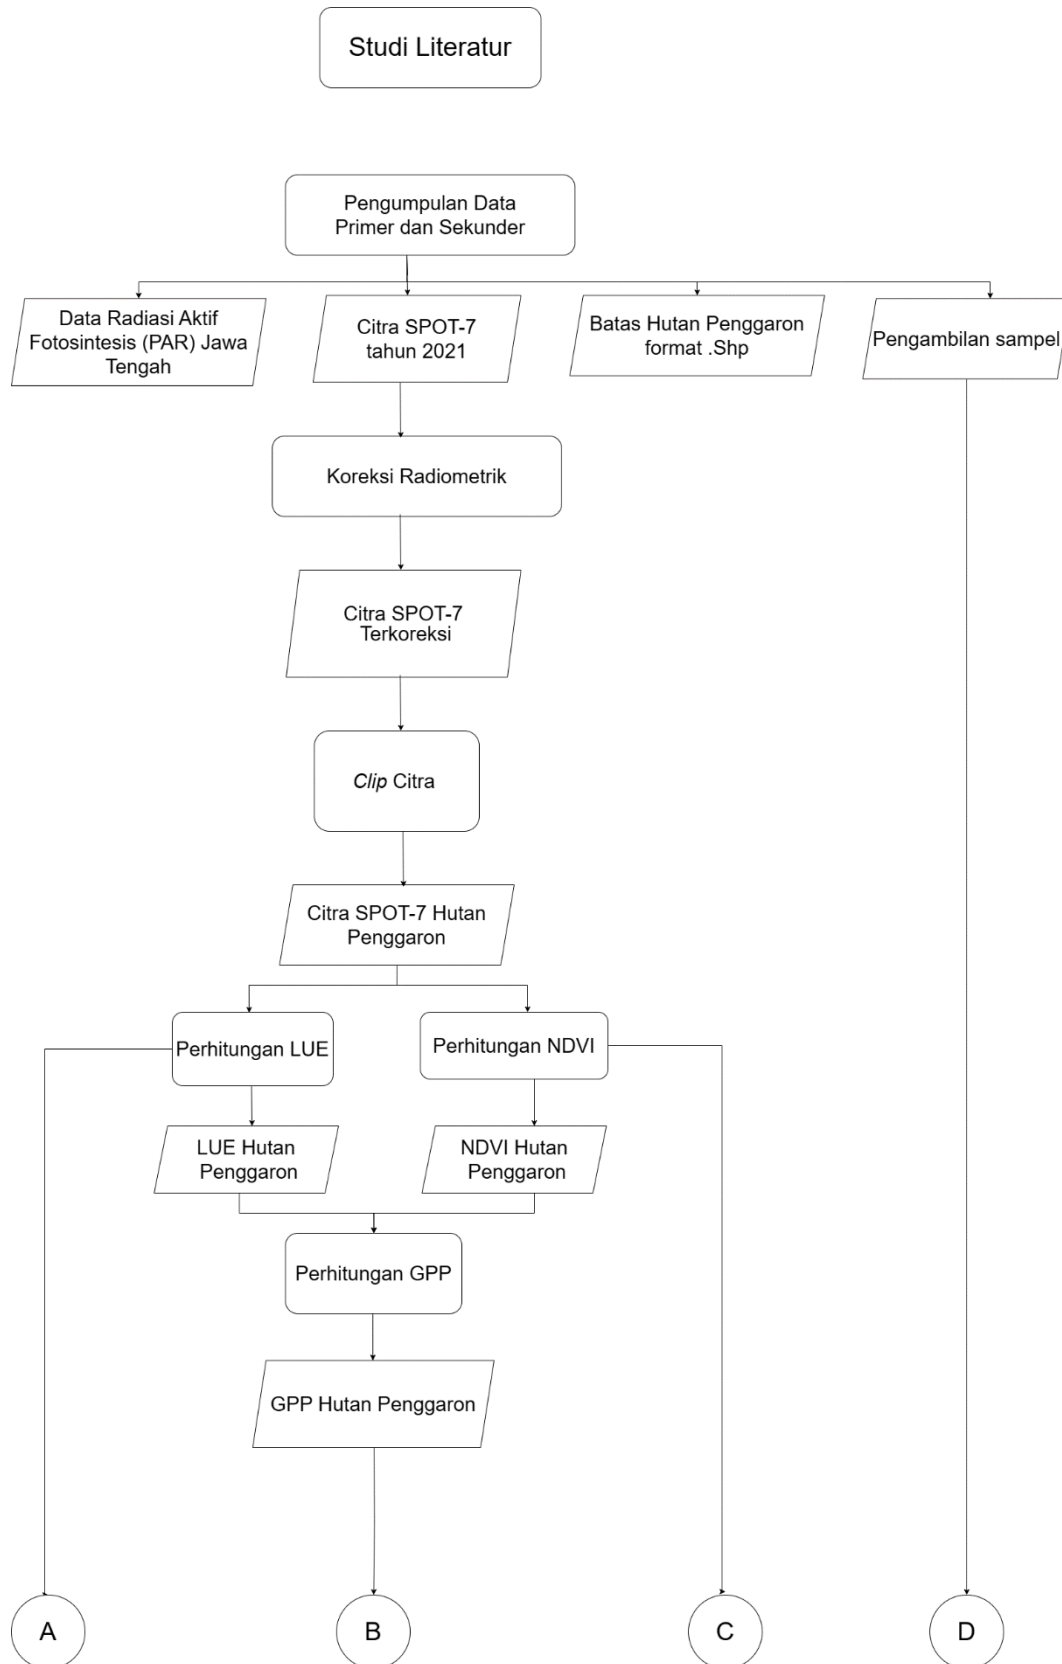 Studi Literatur
Pengumpulan Data
Primer dan Sekunder
Data Radiasi Aktif
Fotosintesis (PAR) Jawa
Tengah
Citra SPOT-7
tahun 2021
Batas Hutan Penggaron
format .Shp
Pengambilan sampel
Koreksi Radiometrik
Citra SPOT-7
Terkoreksi
Clip Citra
Citra SPOT-7 Hutan
Penggaron
Perhitungan LUE
Perhitungan NDVI
LUE Hutan
Penggaron
NDVI Hutan
Penggaron
Perhitungan GPP
GPP Hutan Penggaron
A
B
C
D